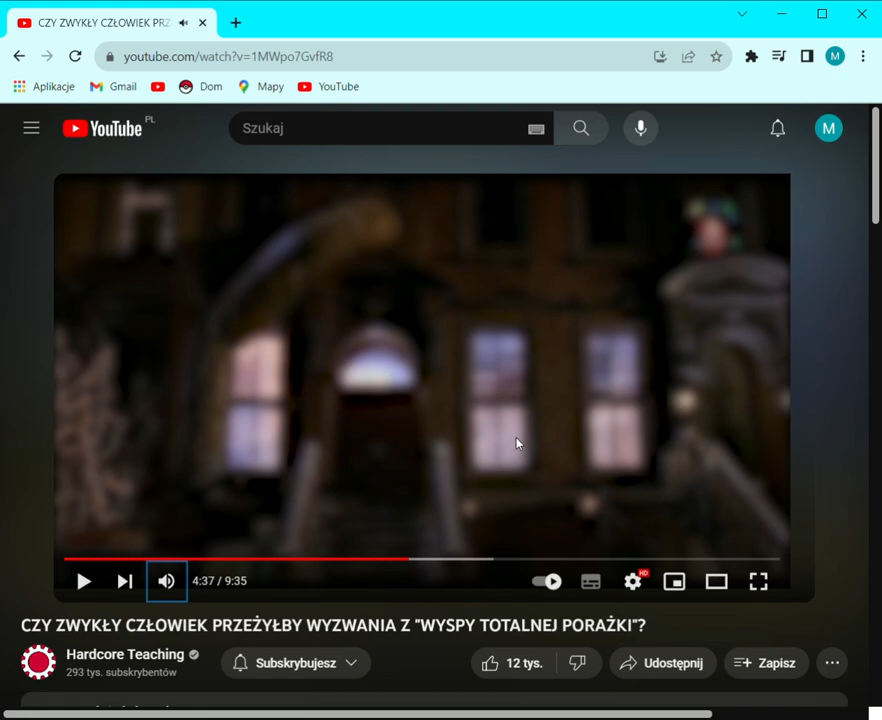 CZY ZWYKŁY CZŁOWIEK PRZ
youtube.com/watch?v=1MWpo7GvfR8
M
Aplikacje Gmail Dom Mapy YouTube
YouTube PL Szukaj M
4:37 / 9:35 HD
CZY ZWYKŁY CZŁOWIEK PRZEŻYŁBY WYZWANIA Z "WYSPY TOTALNEJ PORAŻKI"?
Hardcore Teaching
293 tys. subskrybentów
Subskrybujesz 12 tys. Udostępnij Zapisz